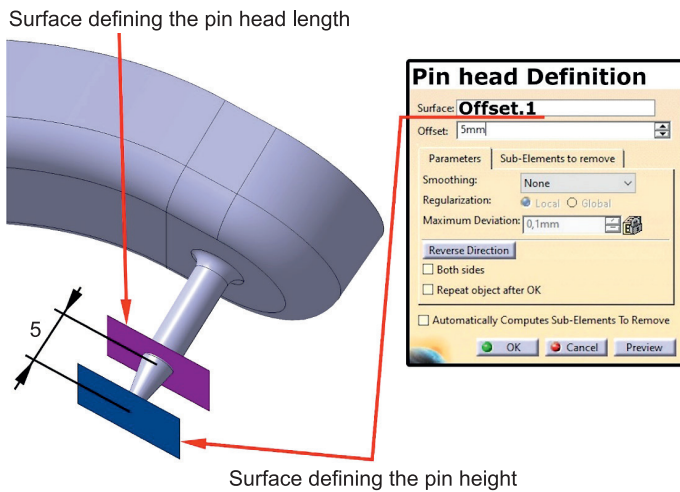 Surface defining the pin head length
Pin head Definition
Surface: Offset.1
Offset: 5mm
Parameters Sub-Elements to remove
Smoothing: None
Regularization: Local Global
Maximum Deviation: 0,1mm
Reverse Direction
Both sides
Repeat object after OK
Automatically Computes Sub-Elements To Remove
OK Cancel Preview
5
Surface defining the pin height